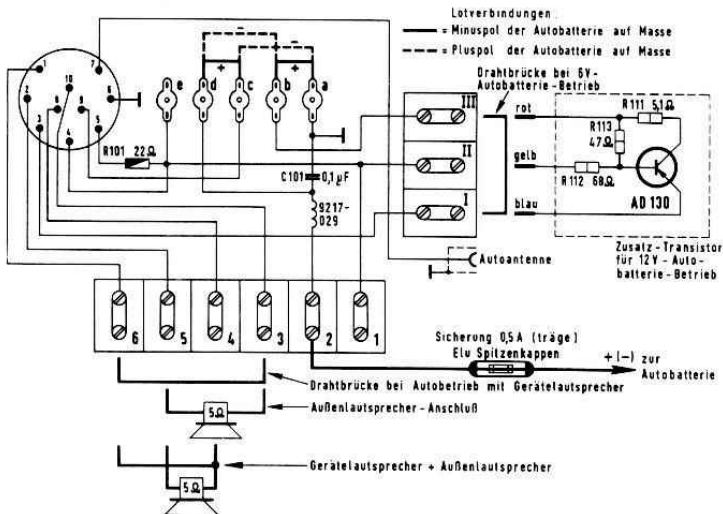 Lötverbindungen
= Minuspol der Autobatterie auf Masse
= Pluspol der Autobatterie auf Masse
Drahtbrücke bei 6V-
Autobatterie-Betrieb
1
7
2
10
6
8
9
3
4
5
e
d
c
b
a
+
-
+
-
R101 22Ω
C101
0,1µF
9217-
029
III
II
I
rot
gelb
blau
R111 5,1Ω
R113
47Ω
R112 68Ω
AD 130
Zusatz-Transistor
für 12V-Auto-
batterie-Betrieb
Autoantenne
6
5
4
3
2
1
Sicherung 0,5A (träge)
Elu Spitzenkappen
+(-) zur
Autobatterie
Drahtbrücke bei Autobetrieb mit Gerätelautsprecher
5Ω
Außenlautsprecher-Anschluß
Gerätelautsprecher + Außenlautsprecher
5Ω